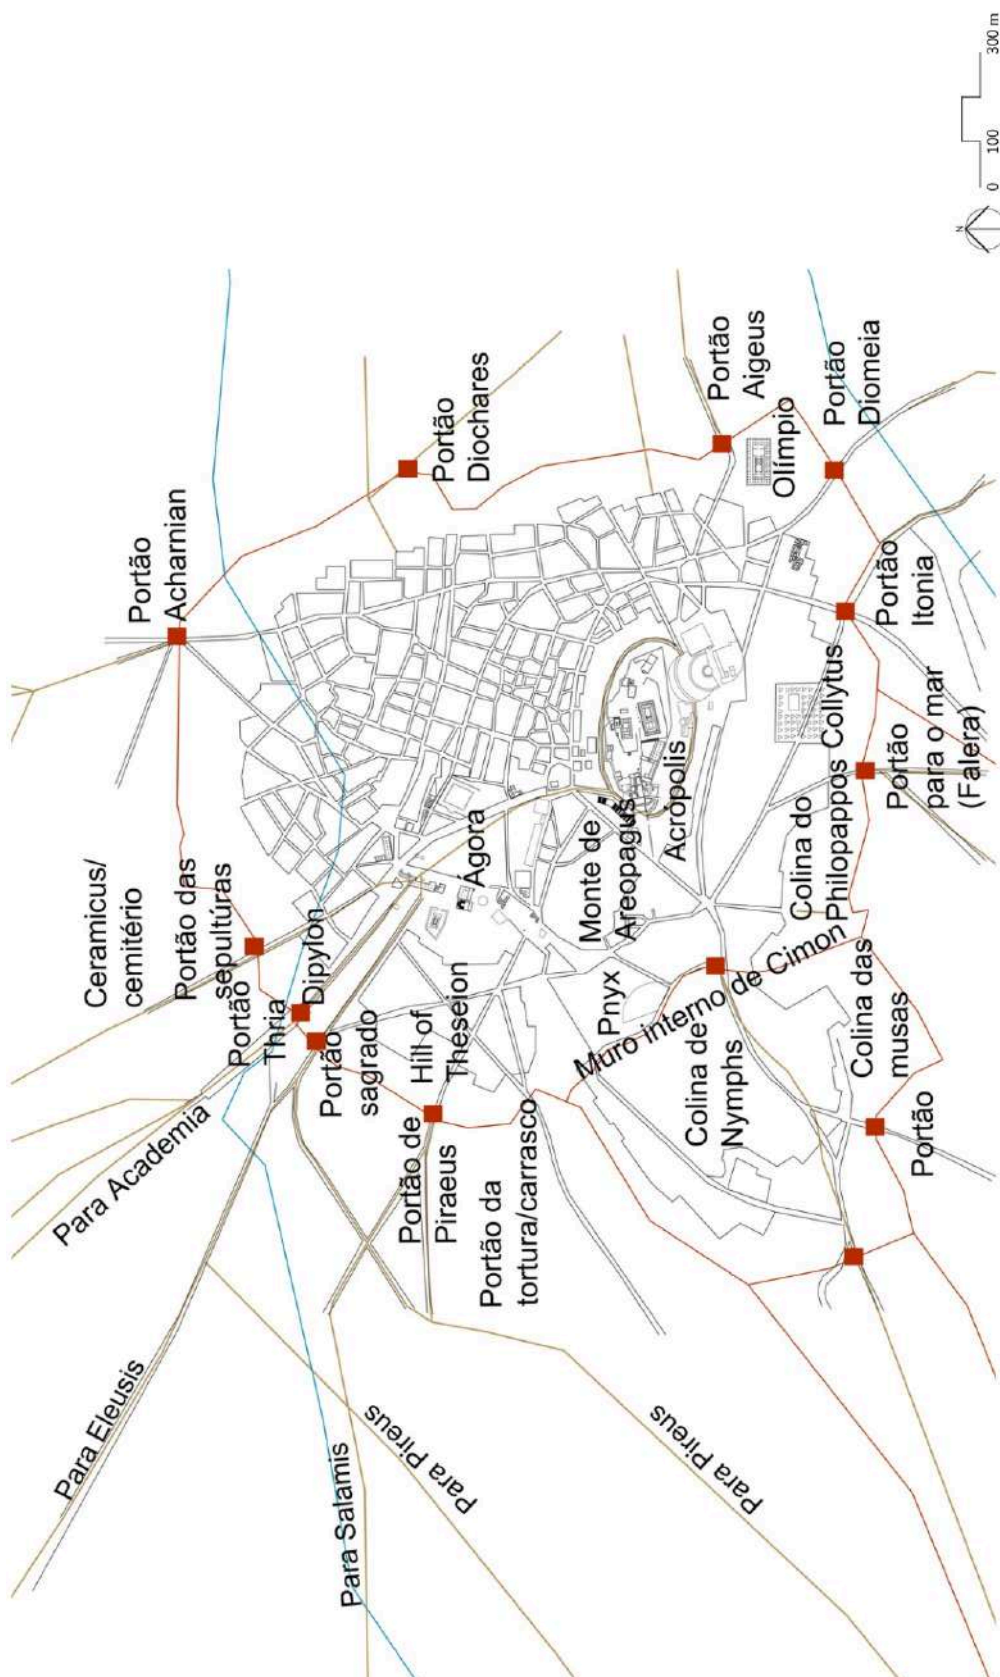 Portão
Acharnian
Portão
Diochares
Portão
Aigeus
Olímpio
Portão
Diomeia
Portão
Itonia
Collytus
Portão
para o mar
(Falera)
Ceramicus/
cemitério
Portão das
sepultúras
Portão
Thria
Dipylon
Portão
sagrado
Ágora
Hill of
Theseion
Monte de
Areopagus
Acrópolis
Pnyx
Muro interno de Cimon
Colina do
Philopappos
Colina das
musas
Colina de
Nymphs
Portão
Portão de
Piraeus
Portão da
tortura/carrasco
Para Academia
Para Eleusis
Para Salamis
Para Pireus
Para Pireus
N
0 100 300 m